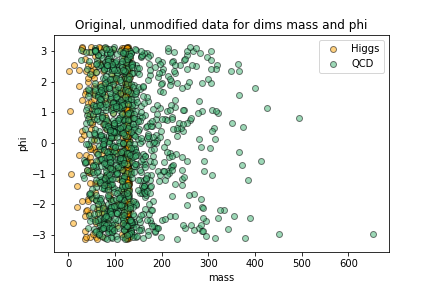 Original, unmodified data for dims mass and phi
Higgs
QCD
3
2
1
0
−1
−2
−3
phi
0 100 200 300 400 500 600
mass